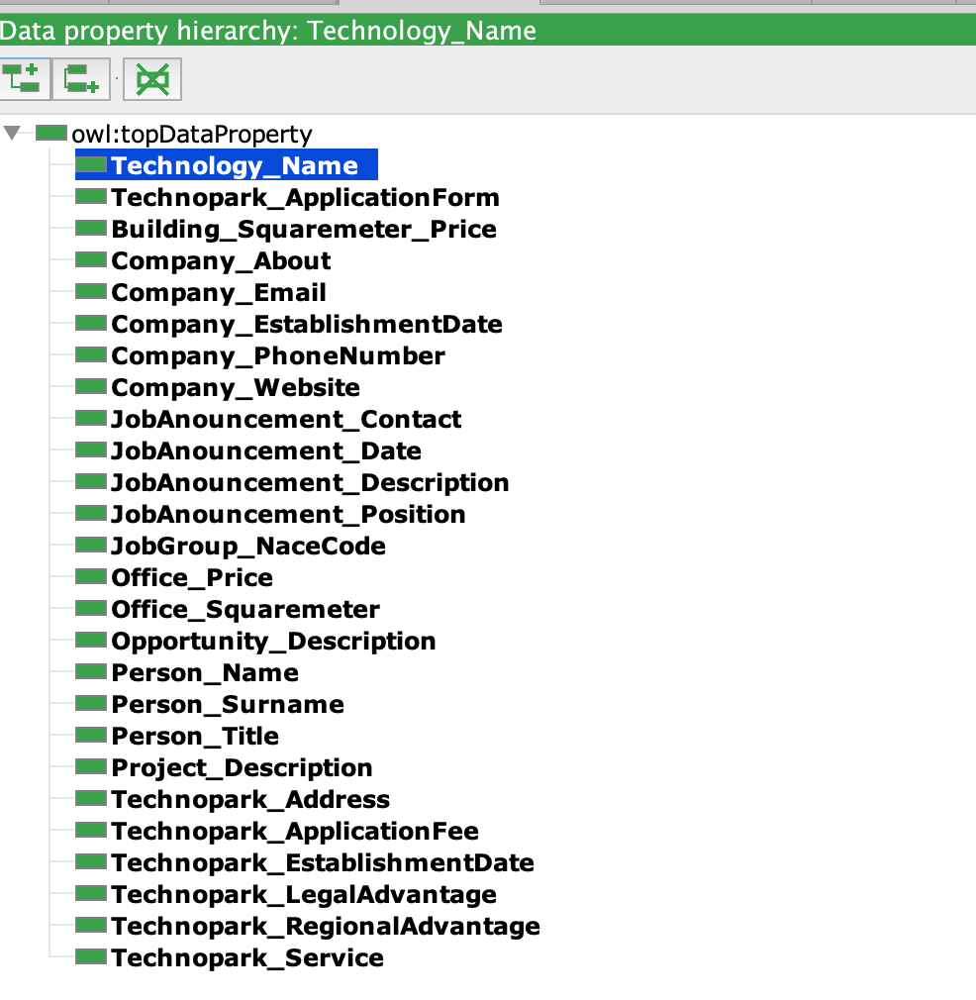 Data property hierarchy: Technology_Name
owl:topDataProperty
Technology_Name
Technopark_ApplicationForm
Building_Squaremeter_Price
Company_About
Company_Email
Company_EstablishmentDate
Company_PhoneNumber
Company_Website
JobAnouncement_Contact
JobAnouncement_Date
JobAnouncement_Description
JobAnouncement_Position
JobGroup_NaceCode
Office_Price
Office_Squaremeter
Opportunity_Description
Person_Name
Person_Surname
Person_Title
Project_Description
Technopark_Address
Technopark_ApplicationFee
Technopark_EstablishmentDate
Technopark_LegalAdvantage
Technopark_RegionalAdvantage
Technopark_Service